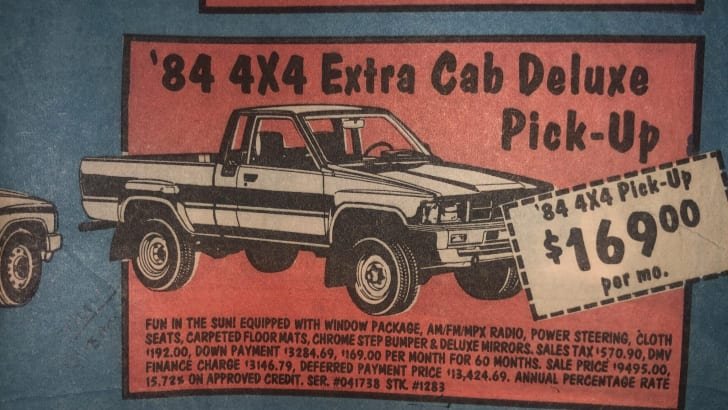 '84 4X4 Extra Cab Deluxe
Pick-Up
'84 4X4 Pick-Up
$16900
per mo.
FUN IN THE SUN! EQUIPPED WITH WINDOW PACKAGE, AM/FM/MPX RADIO, POWER STEERING, CLOTH
SEATS, CARPETED FLOOR MATS, CHROME STEP BUMPER & DELUXE MIRRORS. SALES TAX $570.90, DMV
$192.00, DOWN PAYMENT $3284.69, $169.00 PER MONTH FOR 60 MONTHS. SALE PRICE $9495.00,
FINANCE CHARGE $3146.79, DEFERRED PAYMENT PRICE $13,424.69. ANNUAL PERCENTAGE RATE
15.72% ON APPROVED CREDIT. SER. #041738 STK. #1283